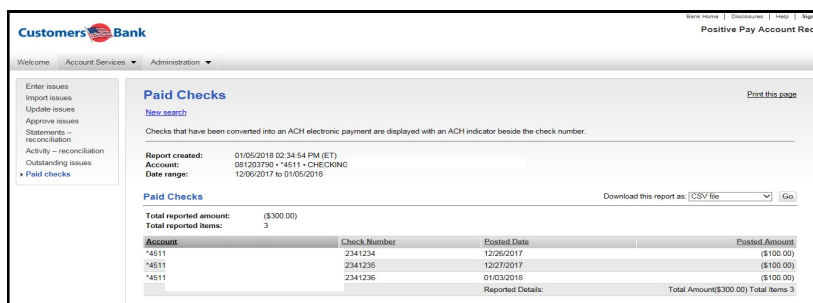 Bank Home | Disclosures | Help | Sign
Customers Bank
Positive Pay Account Rec
Welcome Account Services Administration
Enter issues
Import issues
Update issues
Approve issues
Statements –
reconciliation
Activity – reconciliation
Outstanding issues
Paid checks
Paid Checks
Print this page
New search
Checks that have been converted into an ACH electronic payment are displayed with an ACH indicator beside the check number.
Report created: 01/05/2018 02:34:54 PM (ET)
Account: 081203790 • *4511 • CHECKING
Date range: 12/06/2017 to 01/05/2018
Paid Checks
Download this report as: CSV file Go
Total reported amount: ($300.00)
Total reported items: 3
Account Check Number Posted Date Posted Amount
*4511 2341234 12/26/2017 ($100.00)
*4511 2341235 12/27/2017 ($100.00)
*4511 2341236 01/03/2018 ($100.00)
Reported Details: Total Amount($300.00) Total Items 3